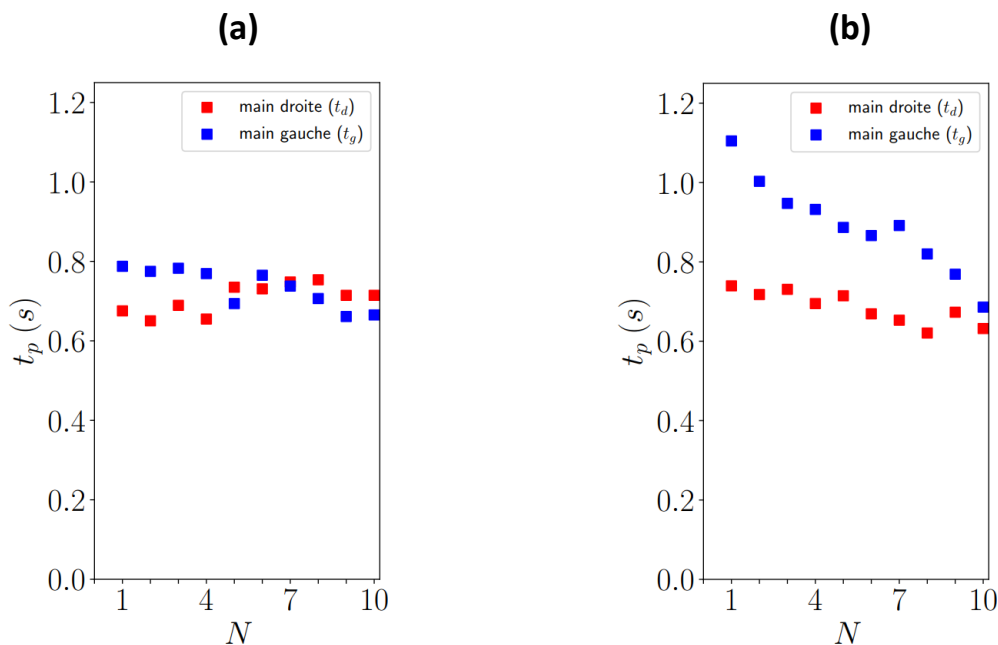 (a)
main droite (t_d)
main gauche (t_g)
1.2
1.0
0.8
0.6
0.4
0.2
0.0
t_p (s)
1 4 7 10
N
(b)
main droite (t_d)
main gauche (t_g)
1.2
1.0
0.8
0.6
0.4
0.2
0.0
t_p (s)
1 4 7 10
N